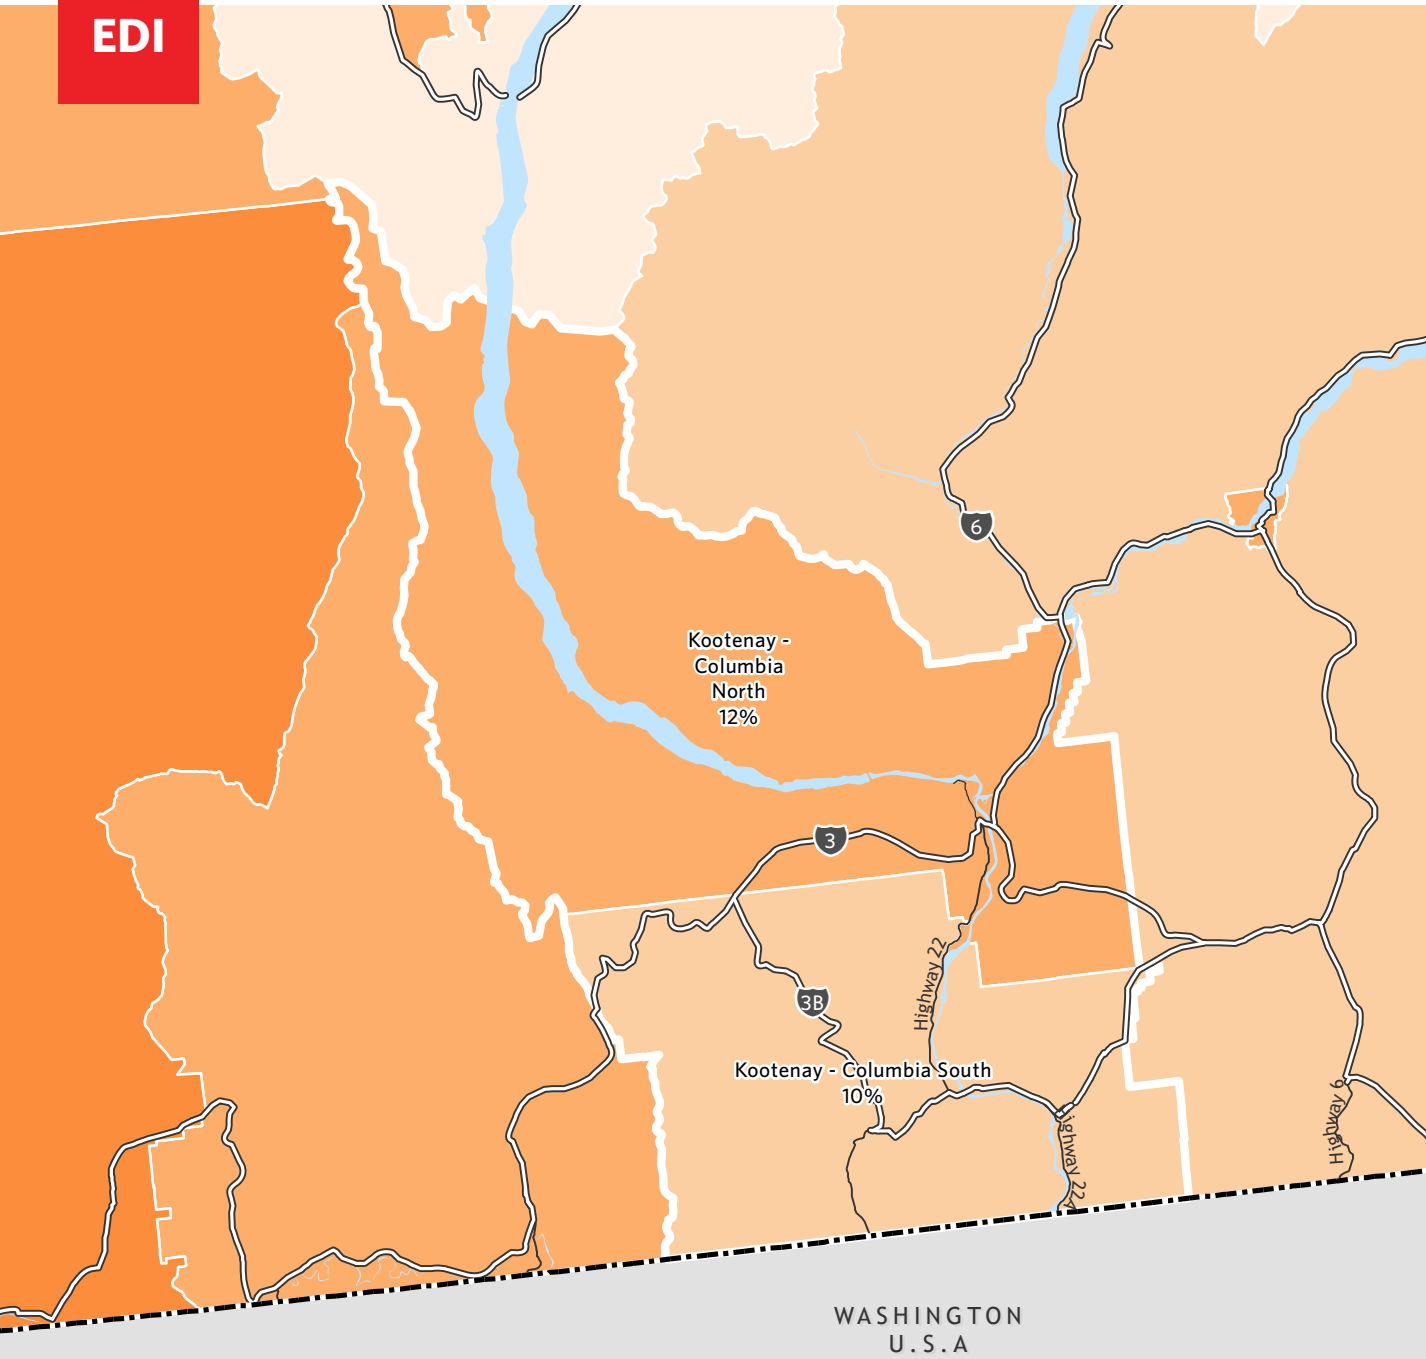 EDI
6
Kootenay -
Columbia
North
12%
3
Highway 22
3B
Kootenay - Columbia South
10%
Highway 22A
Highway 6
WASHINGTON
U.S.A